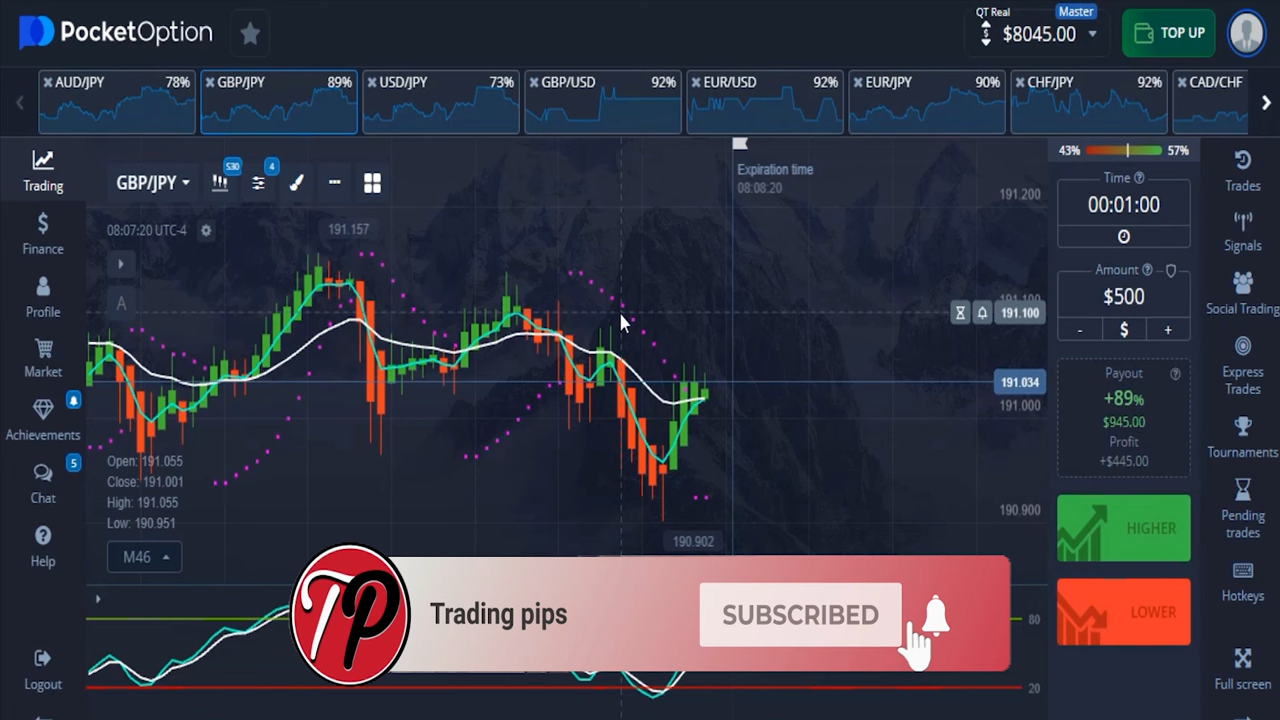 PocketOption
QT Real
Master
$8045.00
TOP UP
AUD/JPY 78%
GBP/JPY 89%
USD/JPY 73%
GBP/USD 92%
EUR/USD 92%
EUR/JPY 90%
CHF/JPY 92%
CAD/CHF
Trading
Finance
Profile
Market
Achievements
5
Chat
Help
Logout
GBP/JPY
S30
4
08:07:20 UTC-4
191.157
A
Expiration time
08:08:20
191.200
191.100
191.100
191.034
191.000
190.900
190.902
Open: 191.055
Close: 191.001
High: 191.055
Low: 190.951
M46
80
20
TP
Trading pips
SUBSCRIBED
43% 57%
Time
00:01:00
Amount
$500
- $ +
Payout
+89%
$945.00
Profit
+$445.00
HIGHER
LOWER
Trades
Signals
Social Trading
Express
Trades
Tournaments
Pending
trades
Hotkeys
Full screen